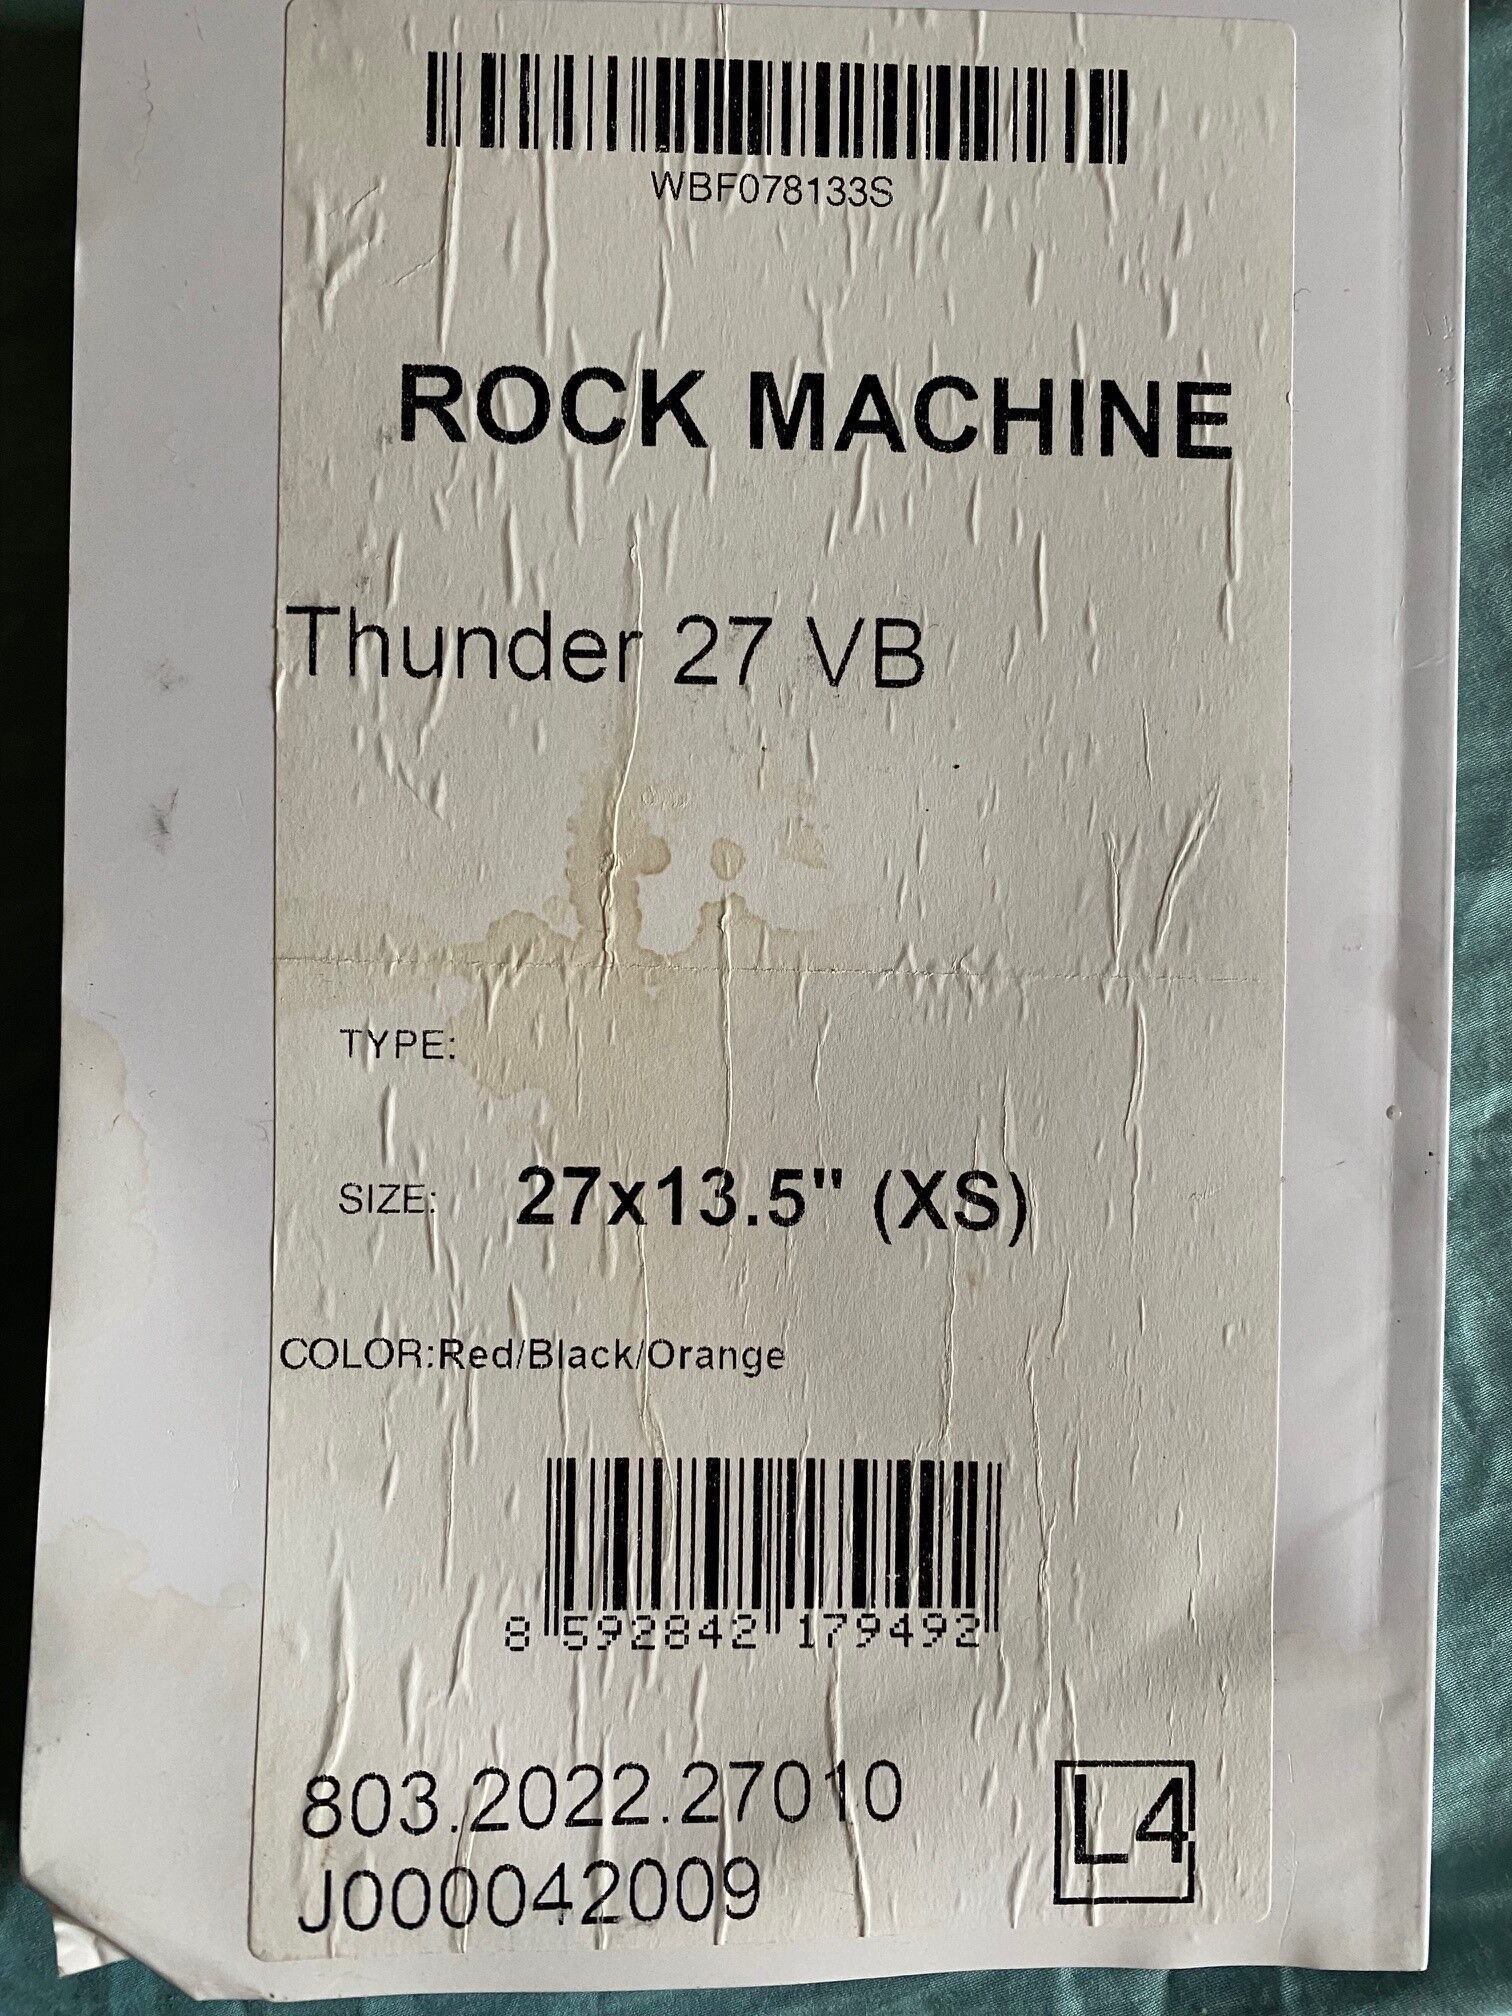 WBF078133S
ROCK MACHINE
Thunder 27 VB
TYPE:
SIZE: 27x13.5" (XS)
COLOR:Red/Black/Orange
8 592842 179492
803.2022.27010
J000042009
L4